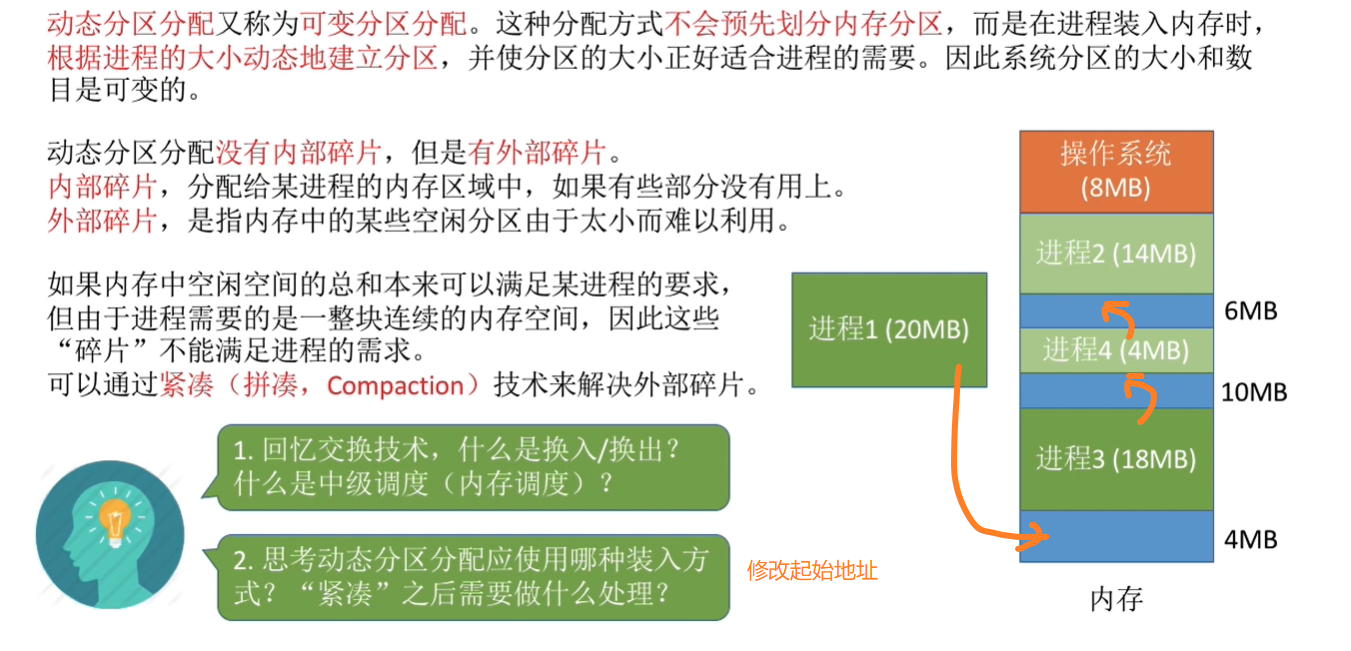 动态分区分配又称为可变分区分配。这种分配方式不会预先划分内存分区，而是在进程装入内存时，
根据进程的大小动态地建立分区，并使分区的大小正好适合进程的需要。因此系统分区的大小和数
目是可变的。
动态分区分配没有内部碎片，但是有外部碎片。
内部碎片，分配给某进程的内存区域中，如果有些部分没有用上。
外部碎片，是指内存中的某些空闲分区由于太小而难以利用。
如果内存中空闲空间的总和本来可以满足某进程的要求，
但由于进程需要的是一整块连续的内存空间，因此这些
“碎片”不能满足进程的需求。
可以通过紧凑（拼凑，Compaction）技术来解决外部碎片。
1. 回忆交换技术，什么是换入/换出？
什么是中级调度（内存调度）？
2. 思考动态分区分配应使用哪种装入方
式？“紧凑”之后需要做什么处理？
修改起始地址
进程1 (20MB)
操作系统
(8MB)
进程2 (14MB)
6MB
进程4 (4MB)
10MB
进程3 (18MB)
4MB
内存